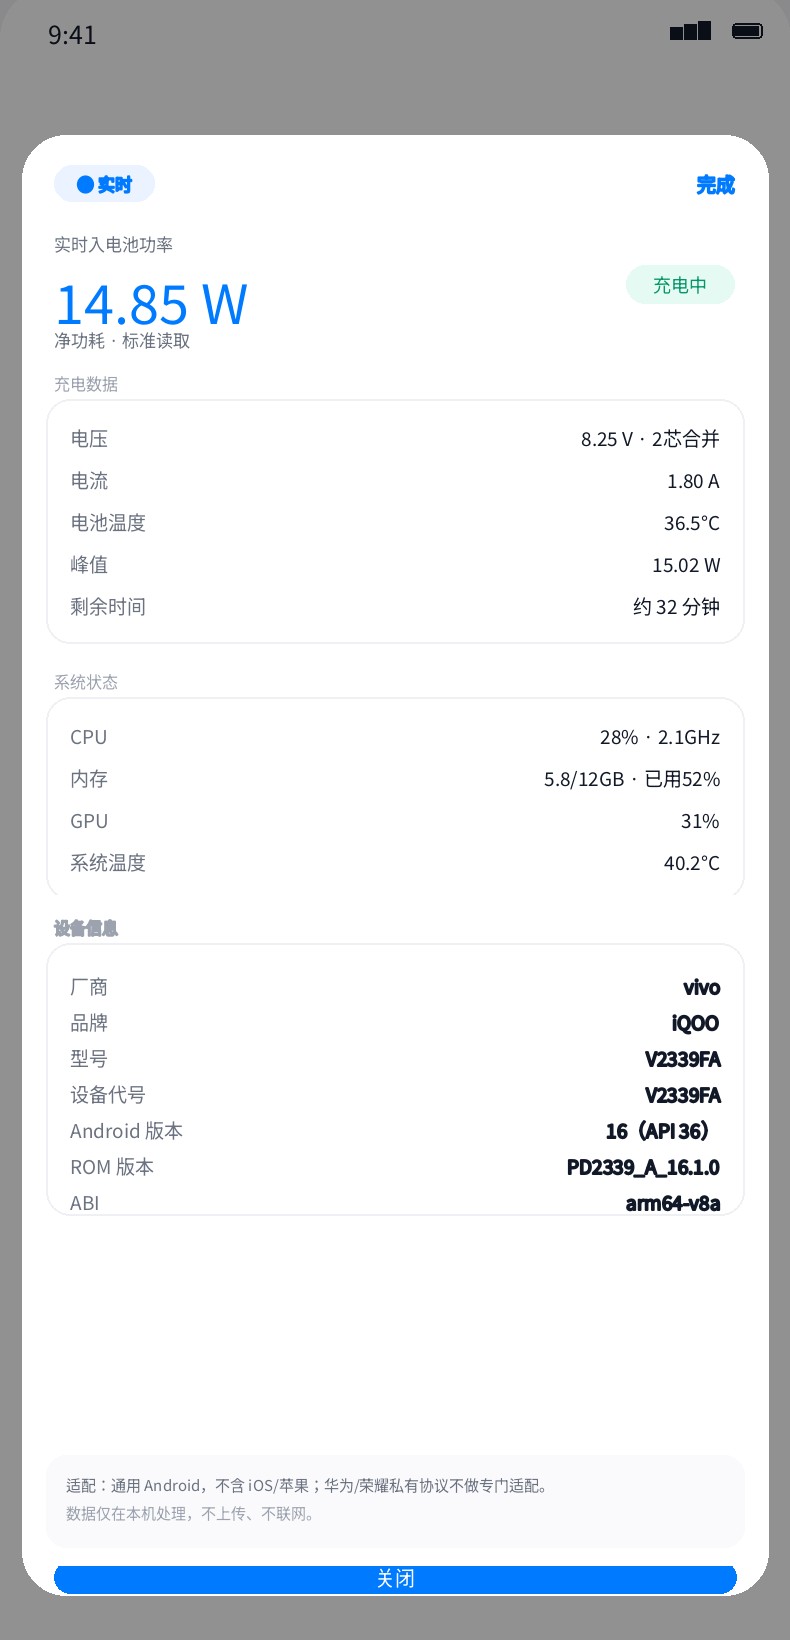 9:41
实时
完成
实时入电池功率
14.85 W
充电中
净功耗 · 标准读取
充电数据
电压 8.25 V · 2芯合并
电流 1.80 A
电池温度 36.5°C
峰值 15.02 W
剩余时间 约 32 分钟
系统状态
CPU 28% · 2.1GHz
内存 5.8/12GB · 已用52%
GPU 31%
系统温度 40.2°C
设备信息
厂商 vivo
品牌 iQOO
型号 V2339FA
设备代号 V2339FA
Android 版本 16（API 36）
ROM 版本 PD2339_A_16.1.0
ABI arm64-v8a
适配：通用 Android，不含 iOS/苹果；华为/荣耀私有协议不做专门适配。
数据仅在本机处理，不上传、不联网。
关闭